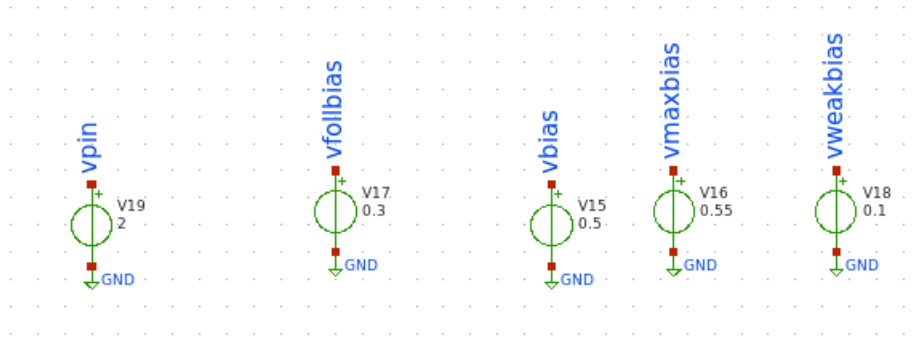 vpin
V19
2
GND
vfollbias
V17
0.3
GND
vbias
V15
0.5
GND
vmaxbias
V16
0.55
GND
vweakbias
V18
0.1
GND